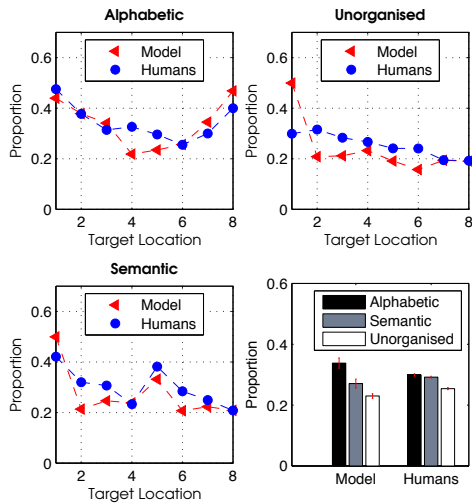 Alphabetic
0.6
0.4
0.2
0
Proportion
Model
Humans
2 4 6 8
Target Location
Unorganised
0.6
0.4
0.2
0
Proportion
Model
Humans
2 4 6 8
Target Location
Semantic
0.6
0.4
0.2
0
Proportion
Model
Humans
2 4 6 8
Target Location
0.6
0.4
0.2
0
Proportion
Alphabetic
Semantic
Unorganised
Model Humans